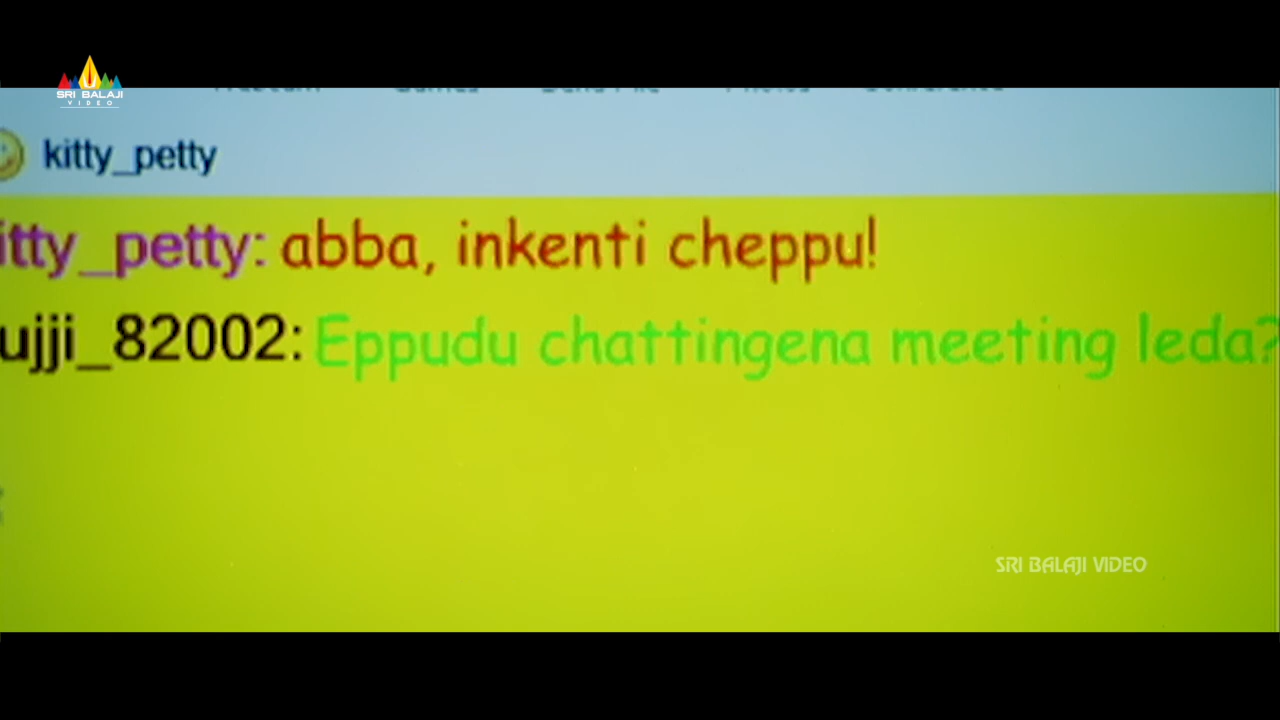 SRI BALAJI
VIDEO
kitty_petty
itty_petty: abba, inkenti cheppu!
ujji_82002: Eppudu chattingena meeting leda?
SRI BALAJI VIDEO